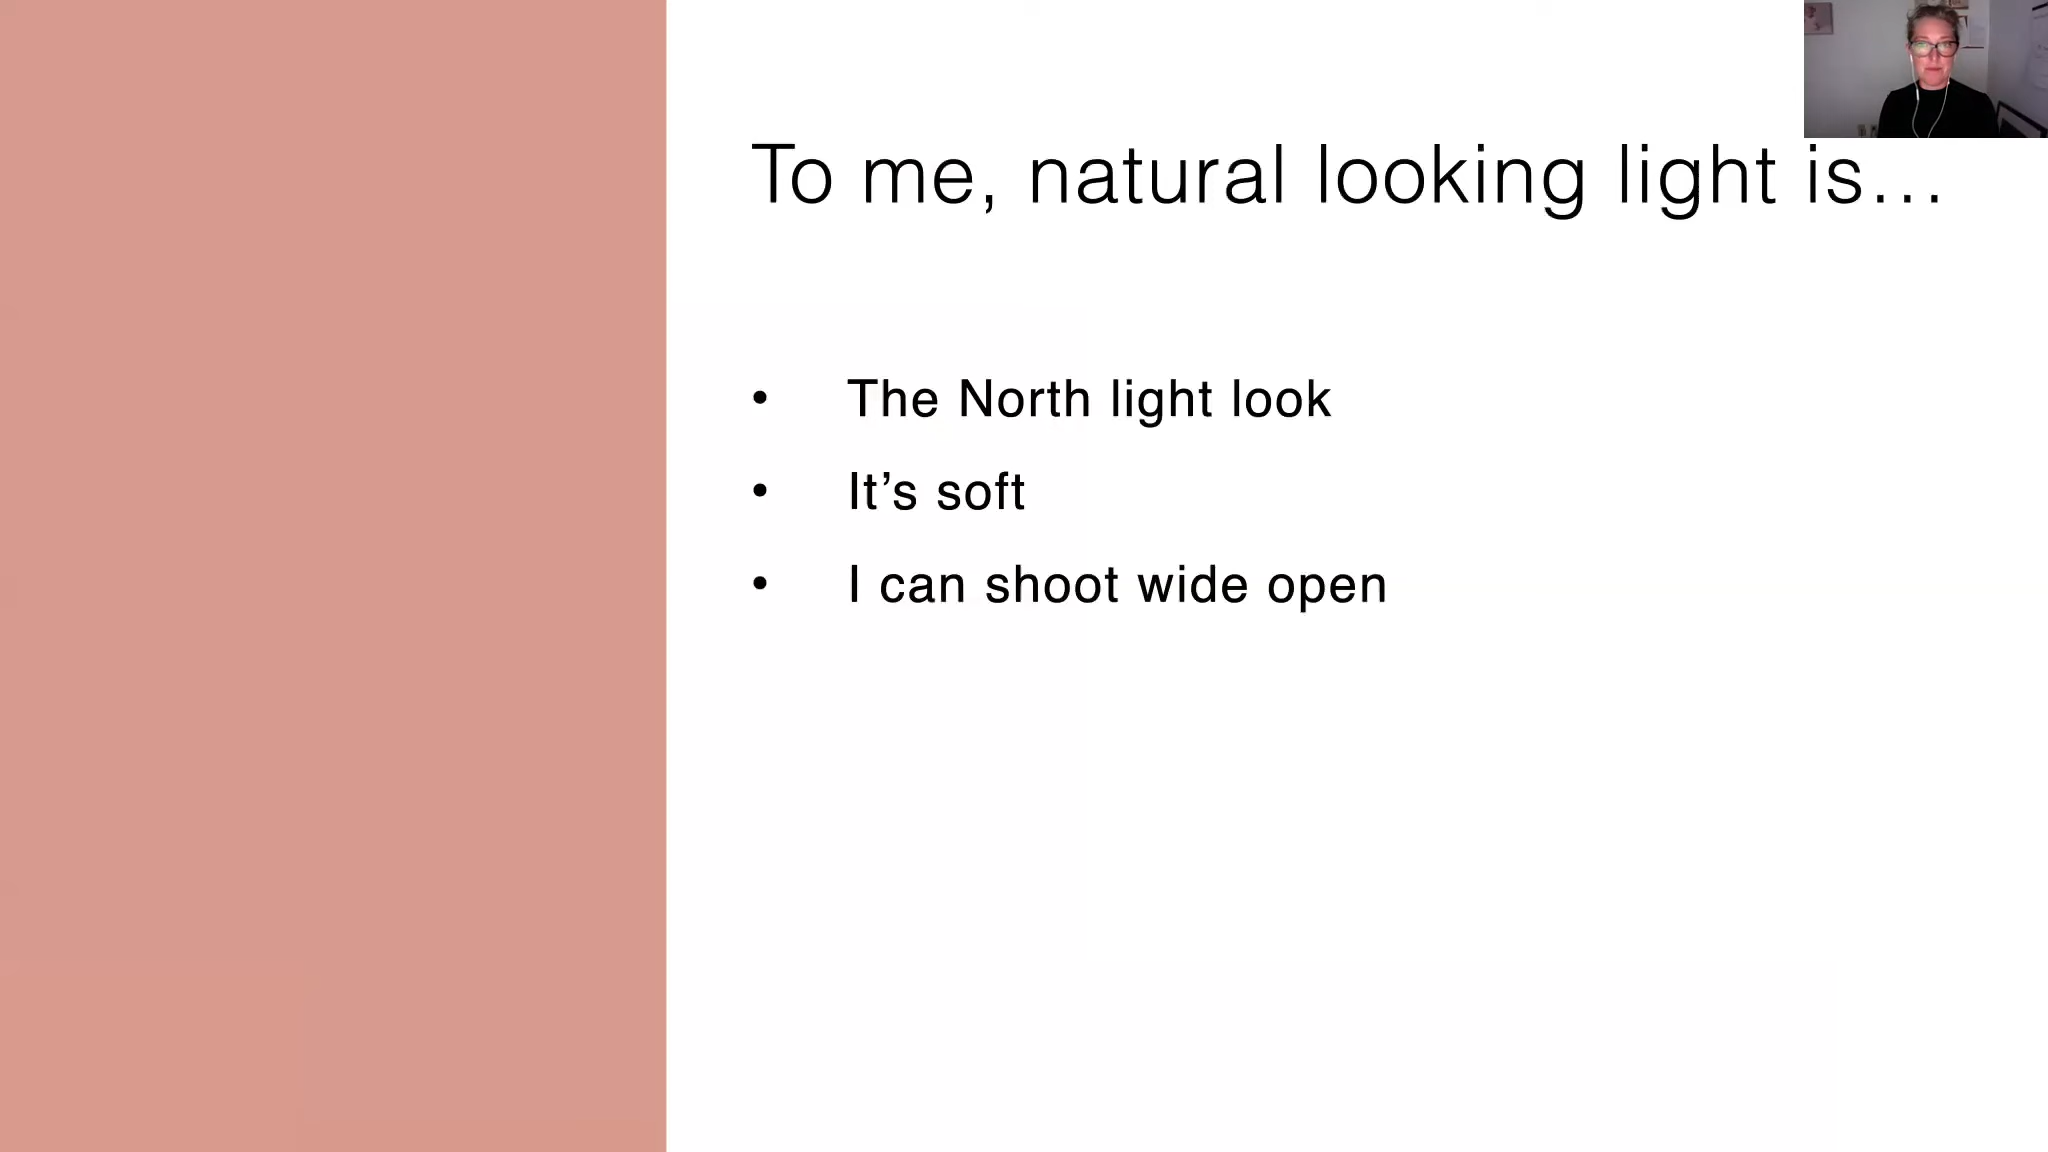 To me, natural looking light is…
• The North light look
• It’s soft
• I can shoot wide open